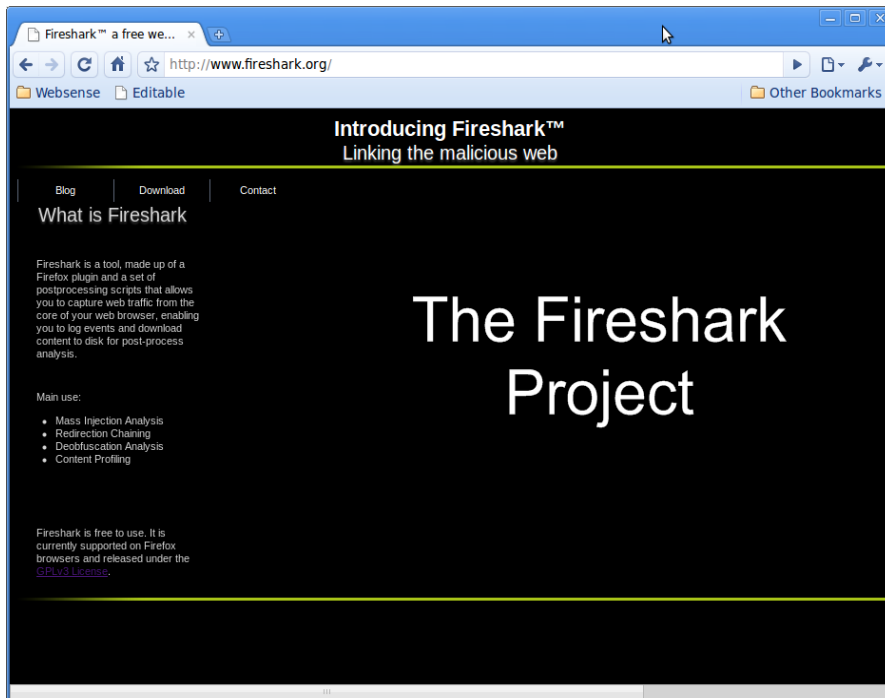 Fireshark™ a free we...
http://www.fireshark.org/
Websense
Editable
Other Bookmarks
Introducing Fireshark™
Linking the malicious web
Blog
Download
Contact
What is Fireshark
Fireshark is a tool, made up of a
Firefox plugin and a set of
postprocessing scripts that allows
you to capture web traffic from the
core of your web browser, enabling
you to log events and download
content to disk for post-process
analysis.
Main use:
• Mass Injection Analysis
• Redirection Chaining
• Deobfuscation Analysis
• Content Profiling
Fireshark is free to use. It is
currently supported on Firefox
browsers and released under the
GPLv3 License.
The Fireshark
Project